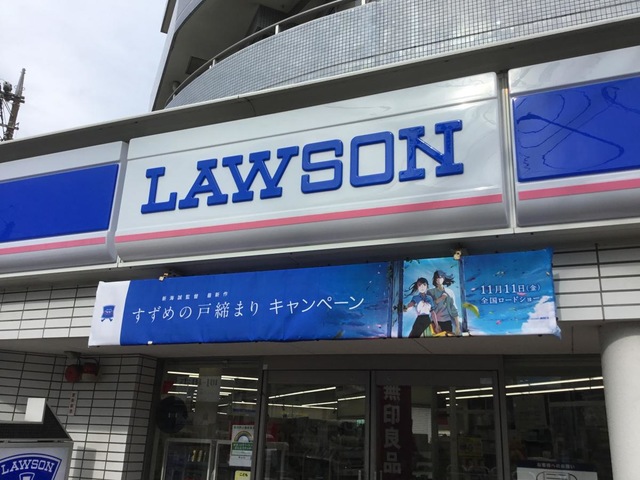 LAWSON
新海誠監督 最新作
すずめの戸締まり キャンペーン
11月11日(金)
全国ロードショー
無印良品
LAWSON